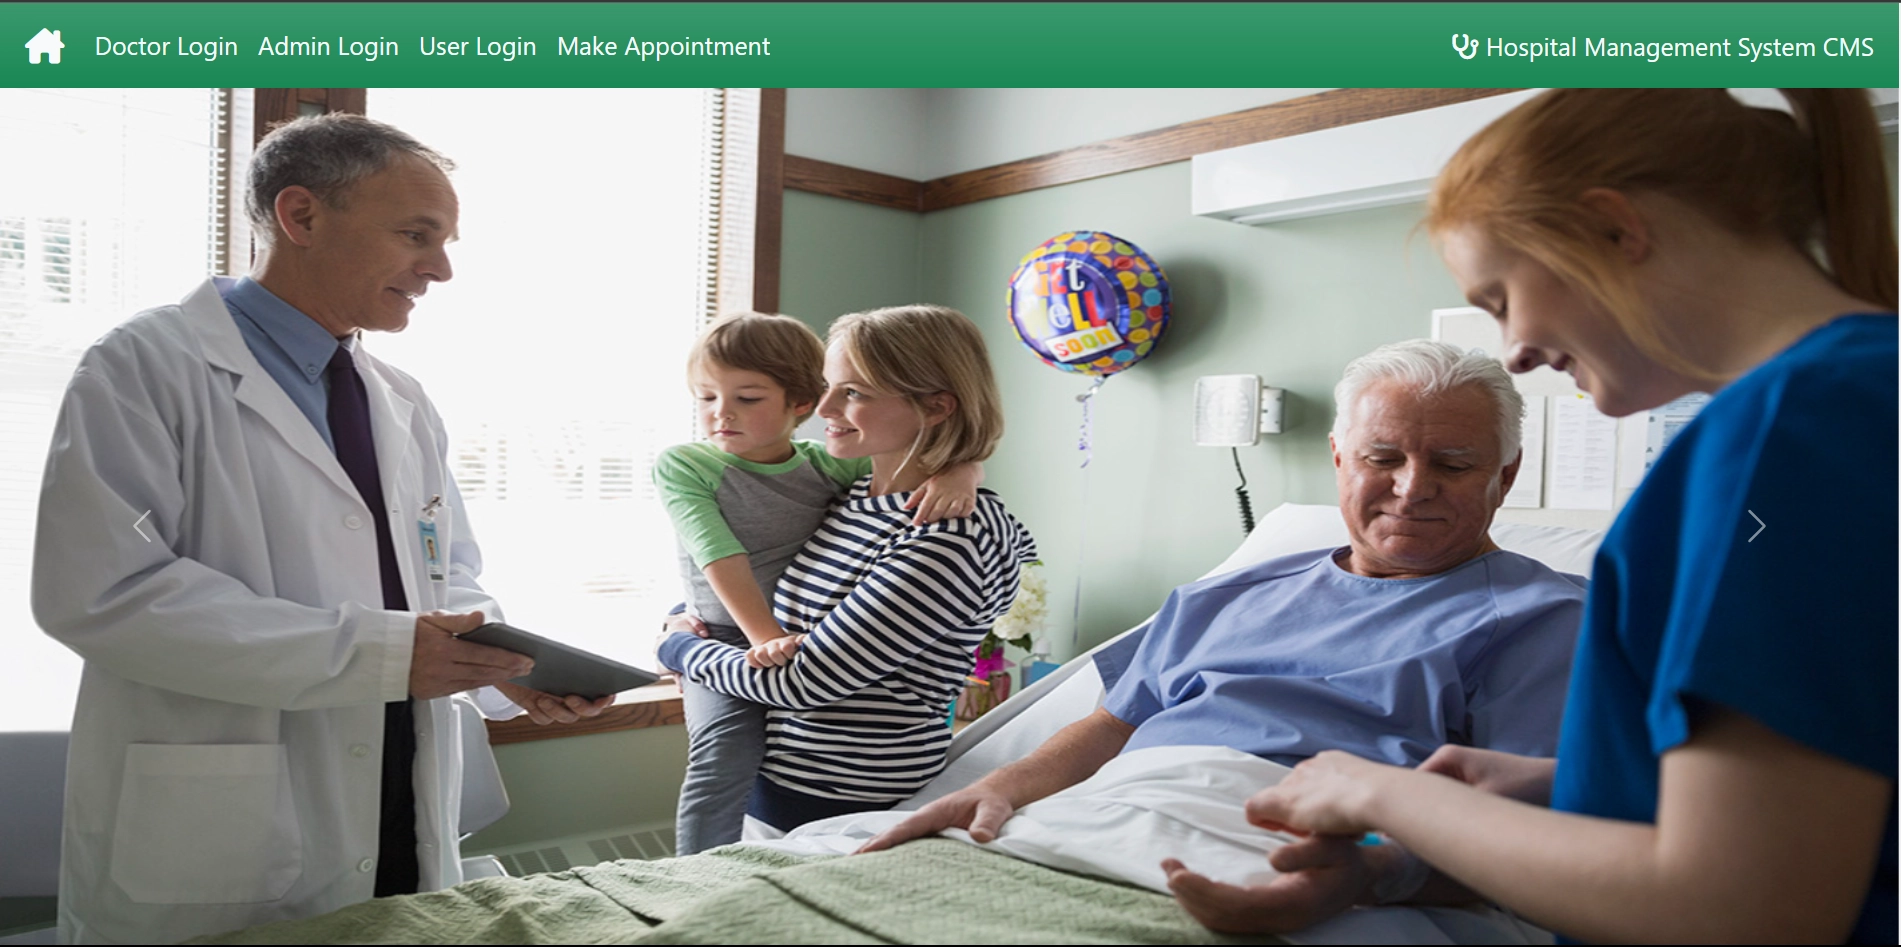 Doctor Login Admin Login User Login Make Appointment
Hospital Management System CMS
Get
Well
soon